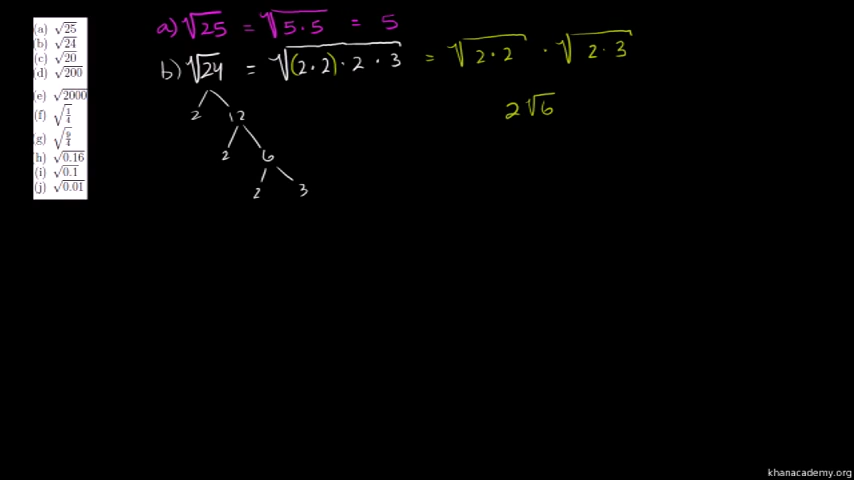 (a) √25
(b) √24
(c) √20
(d) √200
(e) √2000
(f) √(1/4)
(g) √(9/4)
(h) √0.16
(i) √0.1
(j) √0.01
a) √25 = √(5·5) = 5
b) √24 = √((2·2)·2·3) = √(2·2) · √(2·3)
2√6
2 12
2 6
2 3
khanacademy.org